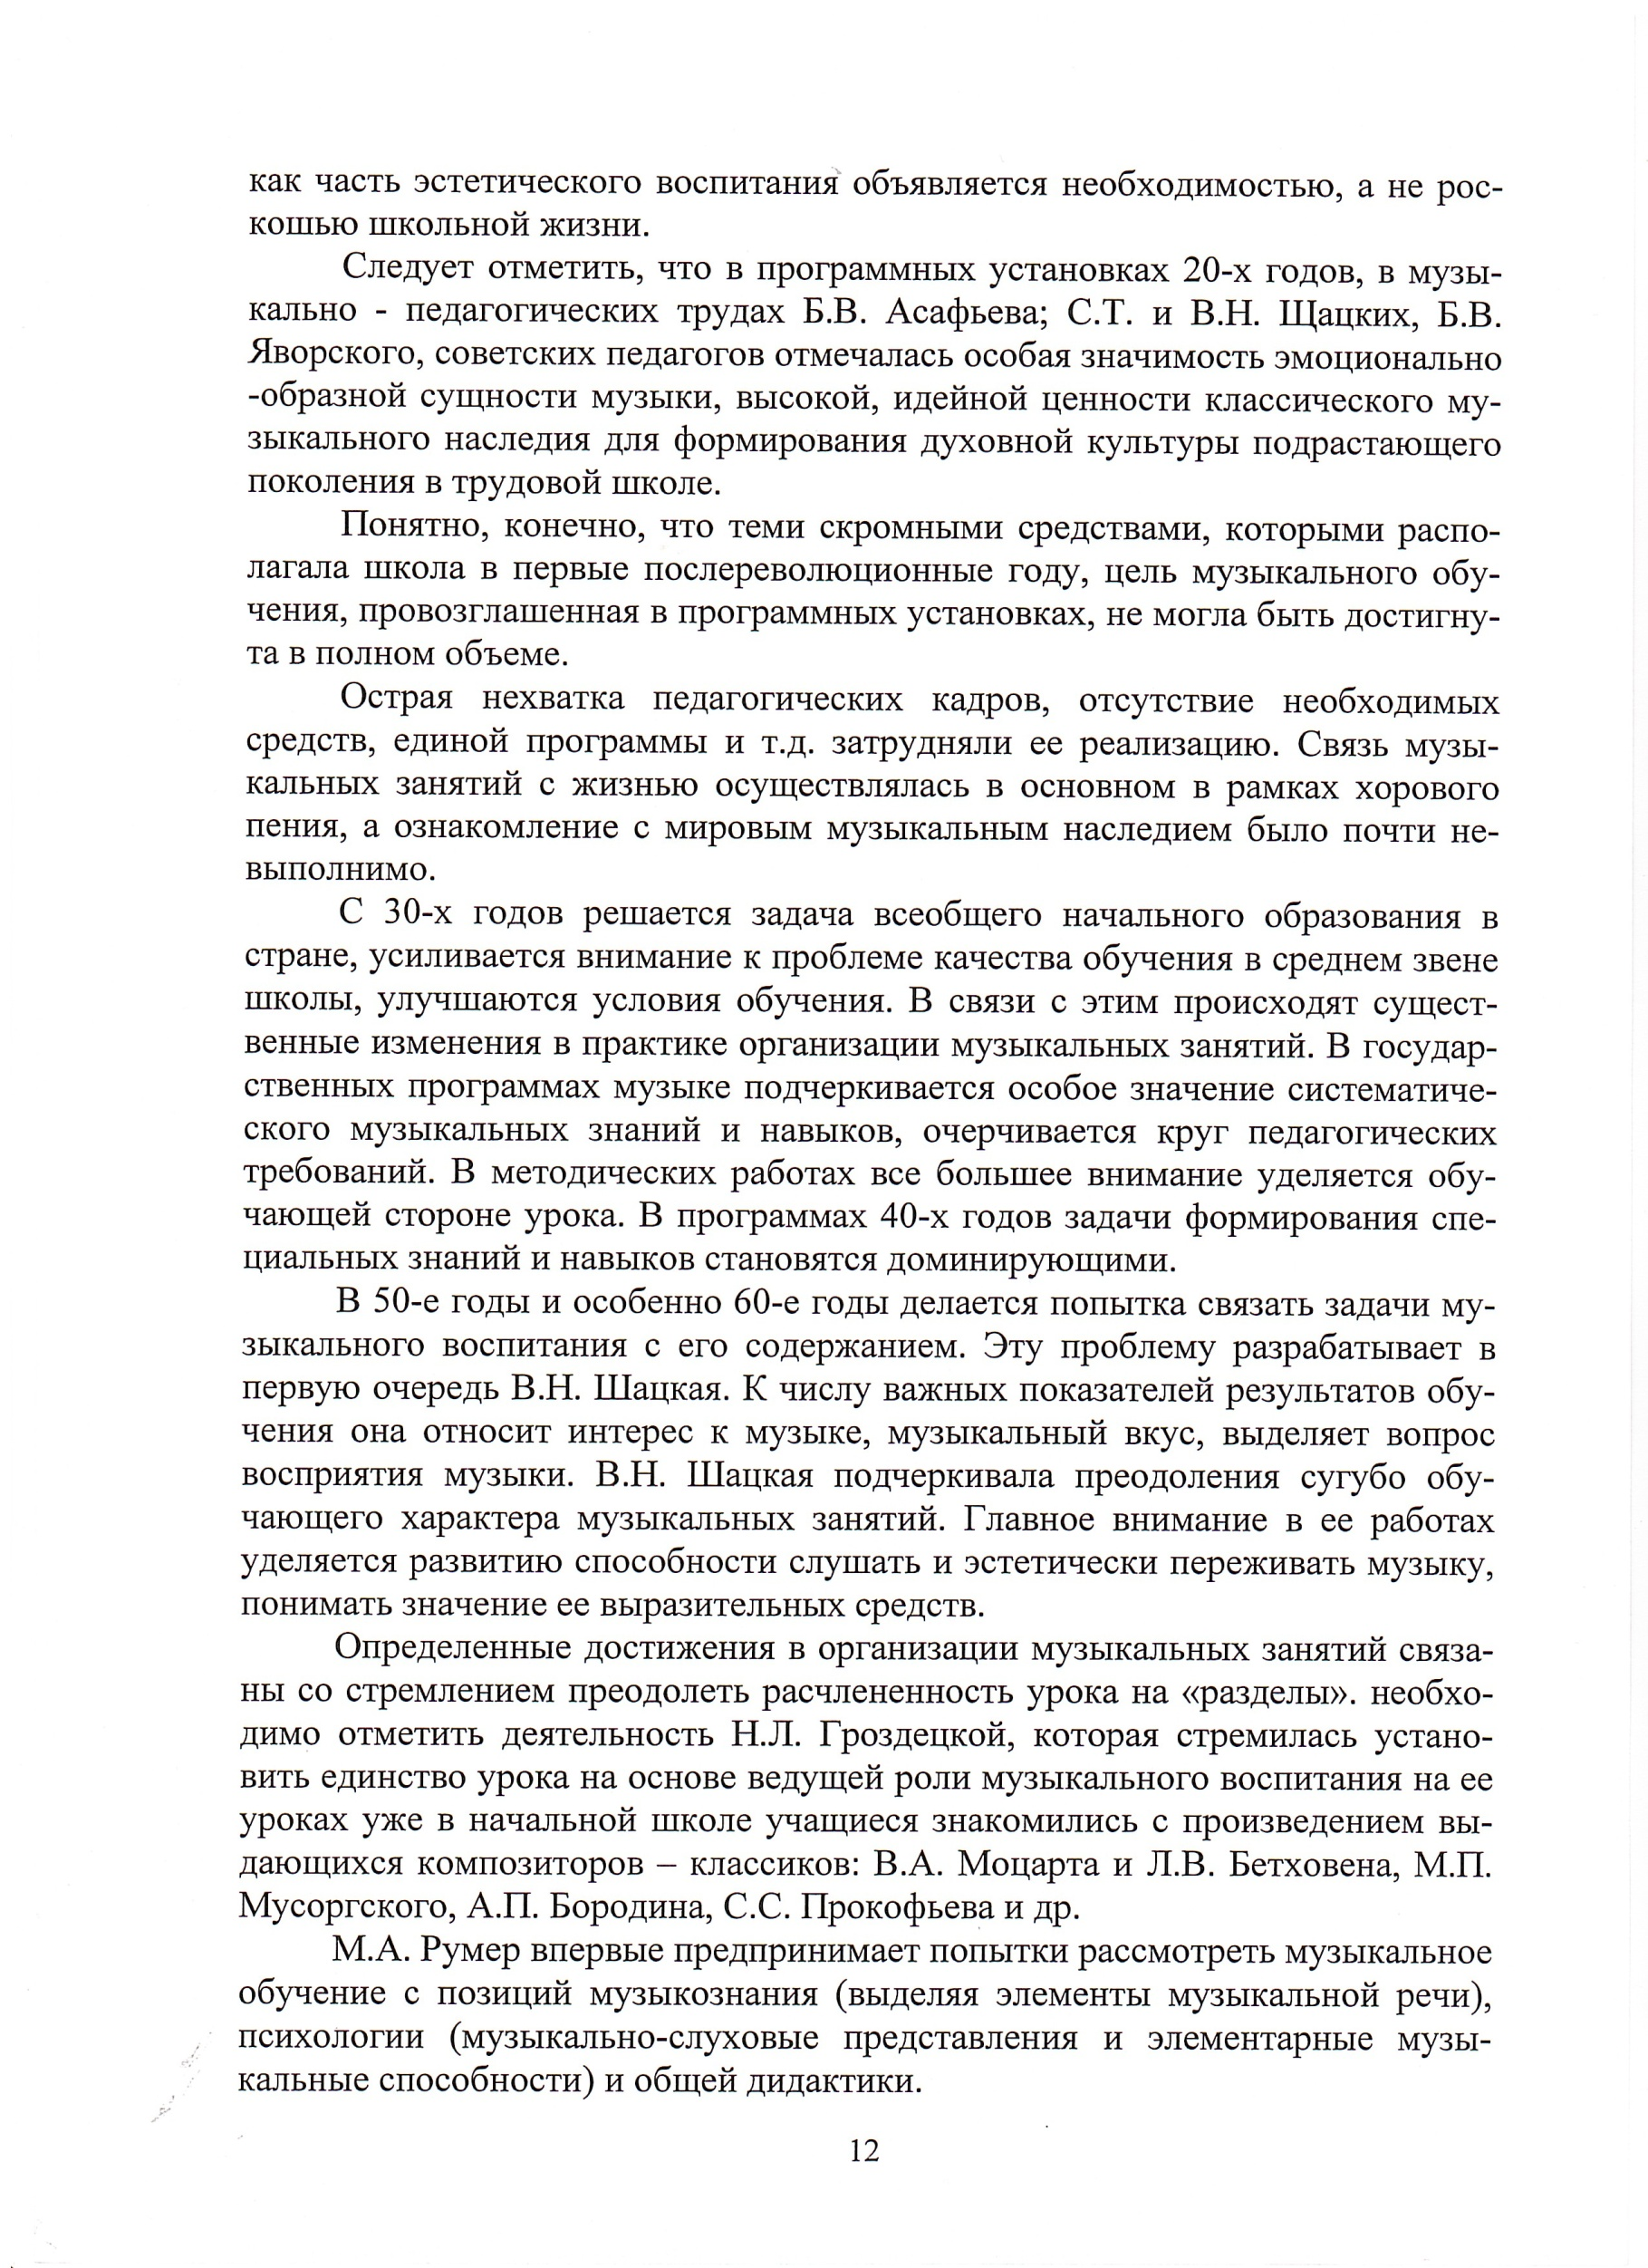 как часть эстетического воспитания объявляется необходимостью, а не рос-
кошью школьной жизни.
Следует отметить, что в программных установках 20-х годов, в музы-
кально - педагогических трудах Б.В. Асафьева; С.Т. и В.Н. Щацких, Б.В.
Яворского, советских педагогов отмечалась особая значимость эмоционально
-образной сущности музыки, высокой, идейной ценности классического му-
зыкального наследия для формирования духовной культуры подрастающего
поколения в трудовой школе.
Понятно, конечно, что теми скромными средствами, которыми распо-
лагала школа в первые послереволюционные году, цель музыкального обу-
чения, провозглашенная в программных установках, не могла быть достигну-
та в полном объеме.
Острая нехватка педагогических кадров, отсутствие необходимых
средств, единой программы и т.д. затрудняли ее реализацию. Связь музы-
кальных занятий с жизнью осуществлялась в основном в рамках хорового
пения, а ознакомление с мировым музыкальным наследием было почти не-
выполнимо.
С 30-х годов решается задача всеобщего начального образования в
стране, усиливается внимание к проблеме качества обучения в среднем звене
школы, улучшаются условия обучения. В связи с этим происходят сущест-
венные изменения в практике организации музыкальных занятий. В государ-
ственных программах музыке подчеркивается особое значение систематиче-
ского музыкальных знаний и навыков, очерчивается круг педагогических
требований. В методических работах все большее внимание уделяется обу-
чающей стороне урока. В программах 40-х годов задачи формирования спе-
циальных знаний и навыков становятся доминирующими.
В 50-е годы и особенно 60-е годы делается попытка связать задачи му-
зыкального воспитания с его содержанием. Эту проблему разрабатывает в
первую очередь В.Н. Шацкая. К числу важных показателей результатов обу-
чения она относит интерес к музыке, музыкальный вкус, выделяет вопрос
восприятия музыки. В.Н. Шацкая подчеркивала преодоления сугубо обу-
чающего характера музыкальных занятий. Главное внимание в ее работах
уделяется развитию способности слушать и эстетически переживать музыку,
понимать значение ее выразительных средств.
Определенные достижения в организации музыкальных занятий связа-
ны со стремлением преодолеть расчлененность урока на «разделы». необхо-
димо отметить деятельность Н.Л. Гроздецкой, которая стремилась устано-
вить единство урока на основе ведущей роли музыкального воспитания на ее
уроках уже в начальной школе учащиеся знакомились с произведением вы-
дающихся композиторов – классиков: В.А. Моцарта и Л.В. Бетховена, М.П.
Мусоргского, А.П. Бородина, С.С. Прокофьева и др.
М.А. Румер впервые предпринимает попытки рассмотреть музыкальное
обучение с позиций музыкознания (выделяя элементы музыкальной речи),
психологии (музыкально-слуховые представления и элементарные музы-
кальные способности) и общей дидактики.
12